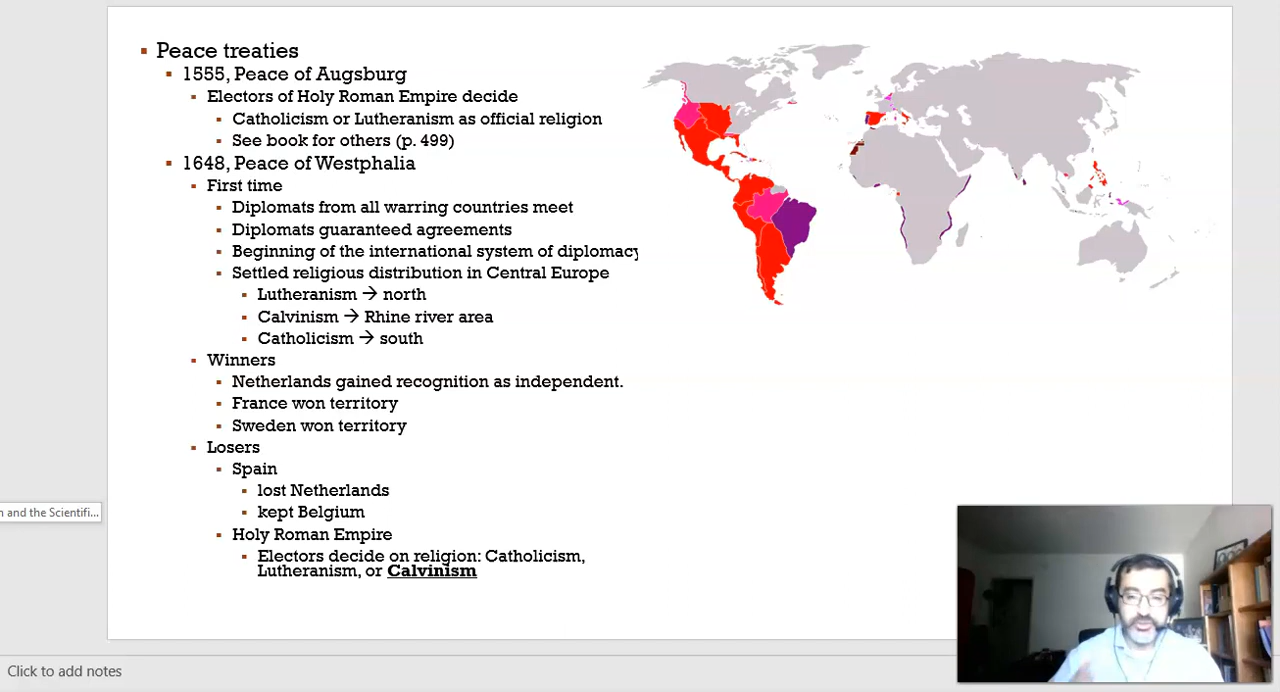 Peace treaties
1555, Peace of Augsburg
Electors of Holy Roman Empire decide
Catholicism or Lutheranism as official religion
See book for others (p. 499)
1648, Peace of Westphalia
First time
Diplomats from all warring countries meet
Diplomats guaranteed agreements
Beginning of the international system of diplomacy
Settled religious distribution in Central Europe
Lutheranism → north
Calvinism → Rhine river area
Catholicism → south
Winners
Netherlands gained recognition as independent.
France won territory
Sweden won territory
Losers
Spain
lost Netherlands
kept Belgium
n and the Scientifi...
Holy Roman Empire
Electors decide on religion: Catholicism,
Lutheranism, or Calvinism
Click to add notes